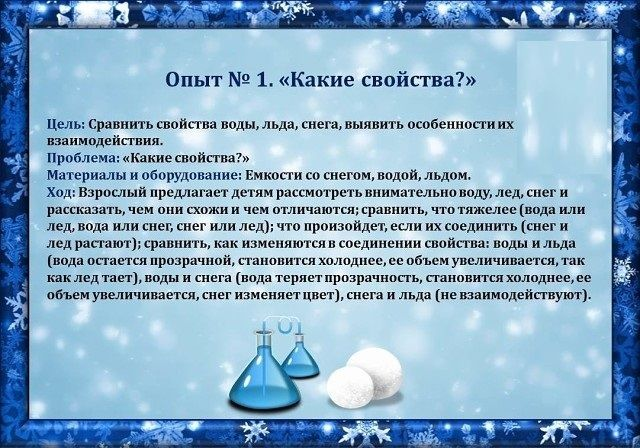 Опыт № 1. «Какие свойства?»
Цель: Сравнить свойства воды, льда, снега, выявить особенности их
взаимодействия.
Проблема: «Какие свойства?»
Материалы и оборудование: Емкости со снегом, водой, льдом.
Ход: Взрослый предлагает детям рассмотреть внимательно воду, лед, снег и
рассказать, чем они схожи и чем отличаются; сравнить, что тяжелее (вода или
лед, вода или снег, снег или лед); что произойдет, если их соединить (снег и
лед растают); сравнить, как изменяются в соединении свойства: воды и льда
(вода остается прозрачной, становится холоднее, ее объем увеличивается, так
как лед тает), воды и снега (вода теряет прозрачность, становится холоднее, ее
объем увеличивается, снег изменяет цвет), снега и льда (не взаимодействуют).